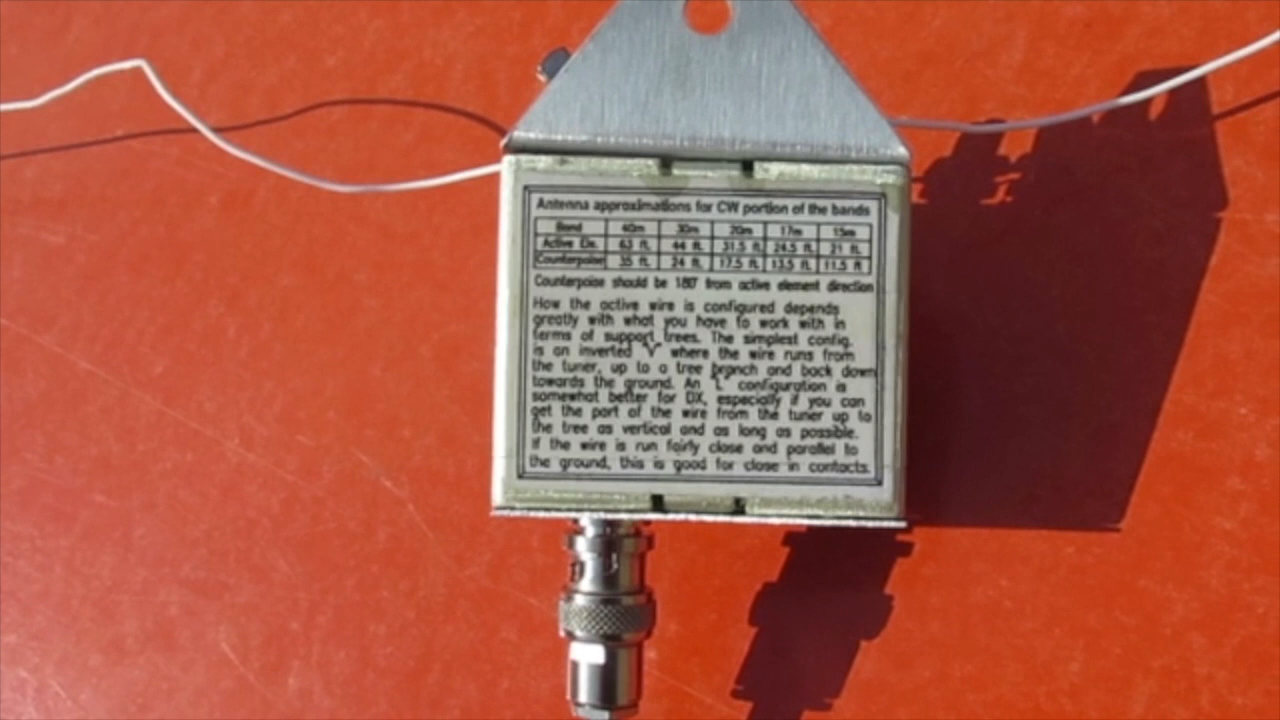 Antenna approximations for CW portion of the bands
Band 40m 30m 20m 17m 15m
Active Ele. 63 ft. 44 ft. 31.5 ft. 24.5 ft. 21 ft.
Counterpoise 35 ft. 24 ft. 17.5 ft. 13.5 ft. 11.5 ft
Counterpoise should be 180° from active element direction
How the active wire is configured depends
greatly with what you have to work with in
terms of support trees. The simplest config.
is an inverted "V" where the wire runs from
the tuner, up to a tree branch and back down
towards the ground. An "L" configuration is
somewhat better for DX, especially if you can
get the part of the wire from the tuner up to
the tree as vertical and as long as possible.
If the wire is run fairly close and parallel to
the ground, this is good for close in contacts.